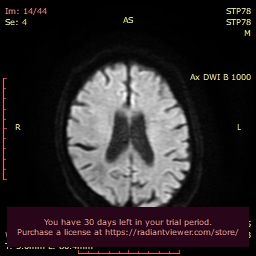 Im: 14/44
Se: 4
AS
STP78
STP78
M
Ax DWI B 1000
R
L
You have 30 days left in your trial period.
Purchase a license at https://radiantviewer.com/store/